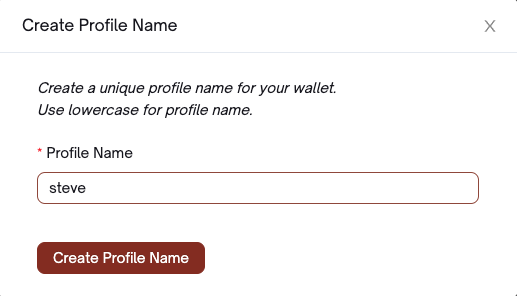 Create Profile Name
X
Create a unique profile name for your wallet.
Use lowercase for profile name.
* Profile Name
steve
Create Profile Name